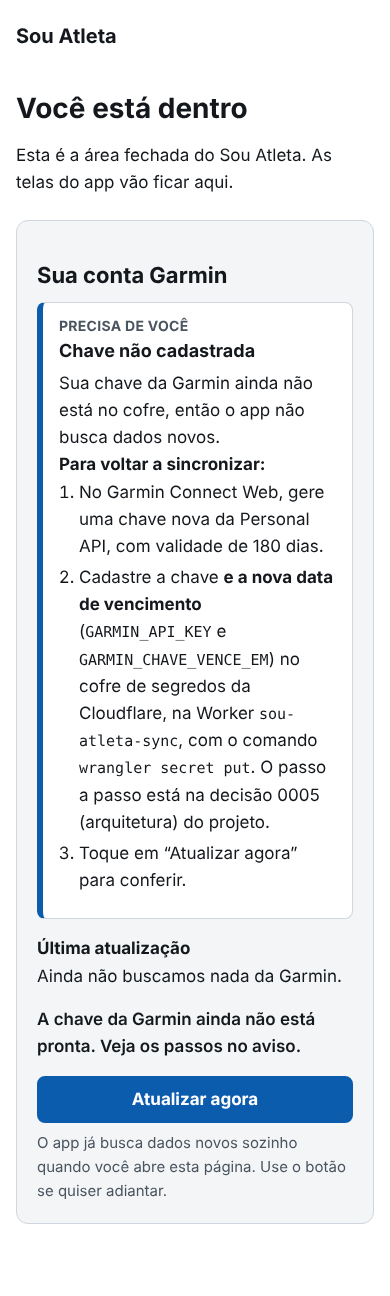 Sou Atleta
Você está dentro
Esta é a área fechada do Sou Atleta. As
telas do app vão ficar aqui.
Sua conta Garmin
PRECISA DE VOCÊ
Chave não cadastrada
Sua chave da Garmin ainda não
está no cofre, então o app não
busca dados novos.
Para voltar a sincronizar:
1. No Garmin Connect Web, gere
uma chave nova da Personal
API, com validade de 180 dias.
2. Cadastre a chave e a nova data
de vencimento
(GARMIN_API_KEY e
GARMIN_CHAVE_VENCE_EM) no
cofre de segredos da
Cloudflare, na Worker sou-
atleta-sync, com o comando
wrangler secret put. O passo
a passo está na decisão 0005
(arquitetura) do projeto.
3. Toque em “Atualizar agora”
para conferir.
Última atualização
Ainda não buscamos nada da Garmin.
A chave da Garmin ainda não está
pronta. Veja os passos no aviso.
Atualizar agora
O app já busca dados novos sozinho
quando você abre esta página. Use o botão
se quiser adiantar.